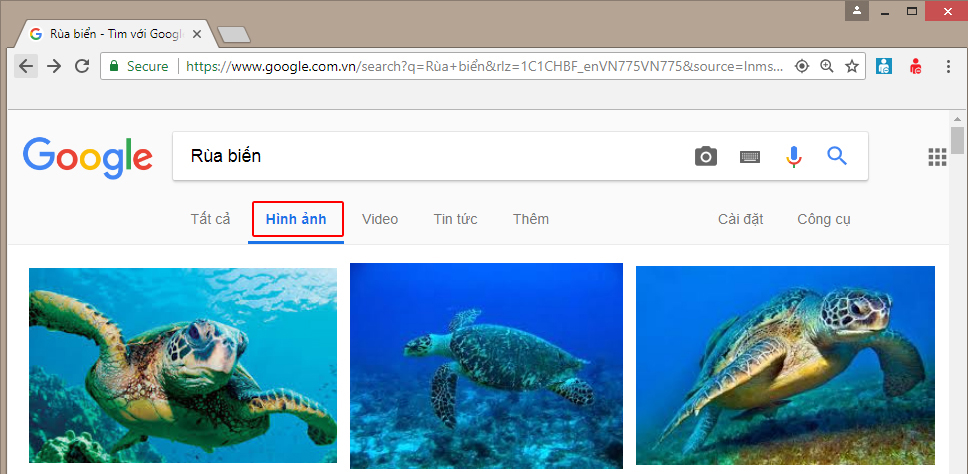 Rùa biển - Tìm với Googl
Secure https://www.google.com.vn/search?q=Rùa+biển&rlz=1C1CHBF_enVN775VN775&source=lnms...
Google
Rùa biển
Tất cả Hình ảnh Video Tin tức Thêm Cài đặt Công cụ